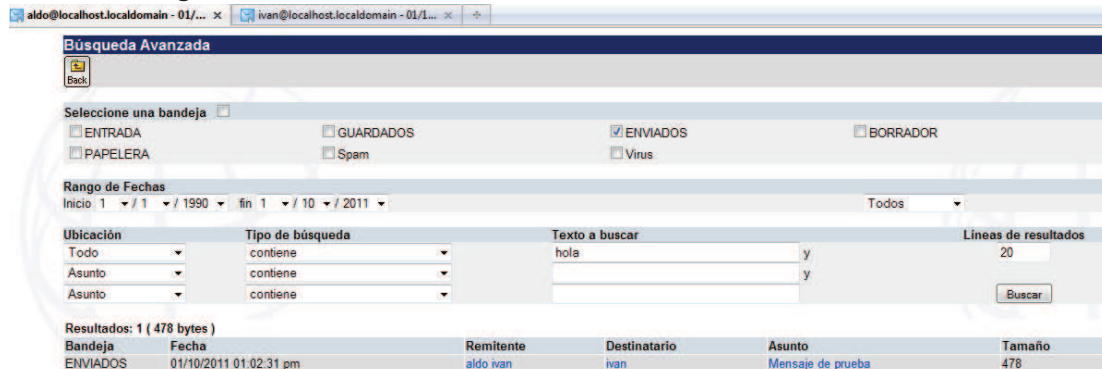 aldo@localhost.localdomain - 01/... x ivan@localhost.localdomain - 01/1... x
Búsqueda Avanzada
Back
Seleccione una bandeja
ENTRADA GUARDADOS ENVIADOS BORRADOR
PAPELERA Spam Virus
Rango de Fechas
Inicio 1 / 1 / 1990 fin 1 / 10 / 2011 Todos
Ubicación Tipo de búsqueda Texto a buscar Líneas de resultados
Todo contiene hola y 20
Asunto contiene y
Asunto contiene Buscar
Resultados: 1 ( 478 bytes )
Bandeja Fecha Remitente Destinatario Asunto Tamaño
ENVIADOS 01/10/2011 01:02:31 pm aldo ivan ivan Mensaje de prueba 478